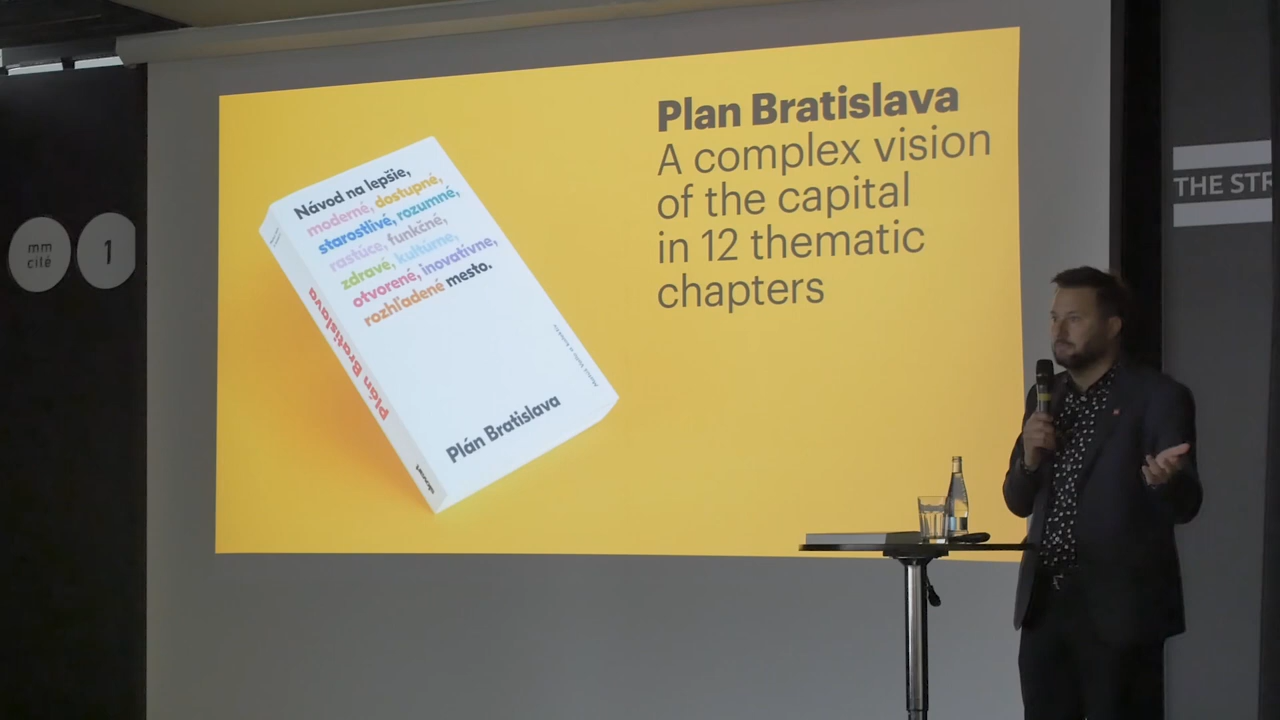 Plan Bratislava
A complex vision
of the capital
in 12 thematic
chapters
Návod na lepšie,
moderné, dostupné,
starostlivé, rozumné,
rastúce, funkčné,
zdravé, kultúrne,
otvorené, inovatívne,
rozhľadené mesto.
Plán Bratislava
Plán Bratislava
mm
cité
1
THE STR